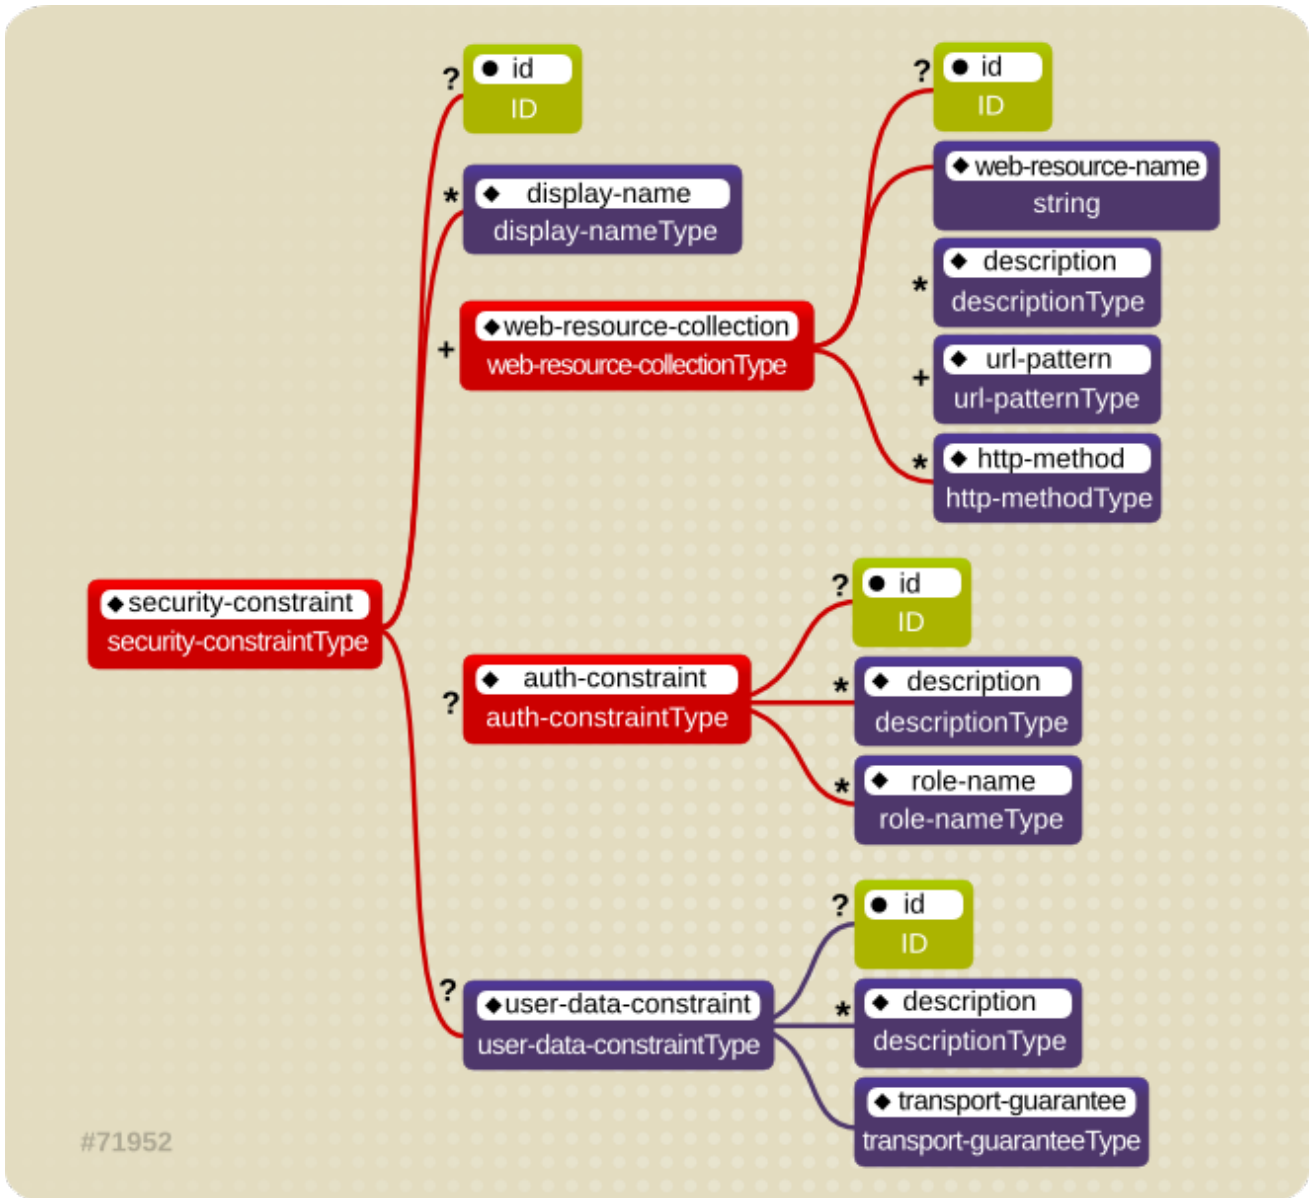 ?
● id
ID
*
◆ display-name
display-nameType
+
◆ web-resource-collection
web-resource-collectionType
?
● id
ID
◆ web-resource-name
string
*
◆ description
descriptionType
+
◆ url-pattern
url-patternType
*
◆ http-method
http-methodType
◆ security-constraint
security-constraintType
?
◆ auth-constraint
auth-constraintType
?
● id
ID
*
◆ description
descriptionType
*
◆ role-name
role-nameType
?
◆ user-data-constraint
user-data-constraintType
?
● id
ID
*
◆ description
descriptionType
◆ transport-guarantee
transport-guaranteeType
#71952